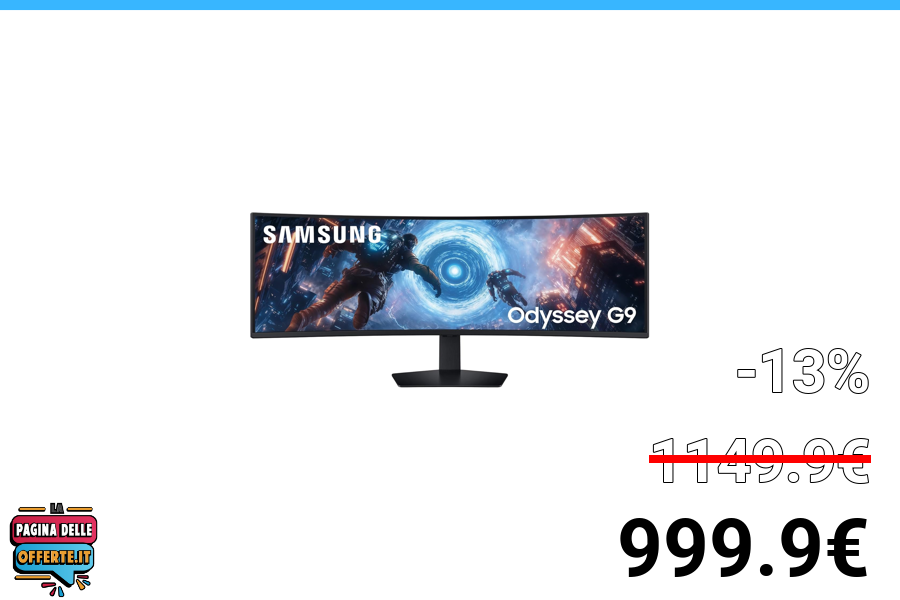 SAMSUNG
Odyssey G9
-13%
1149.9€
999.9€
LA
PAGINA DELLE
OFFERTE.IT